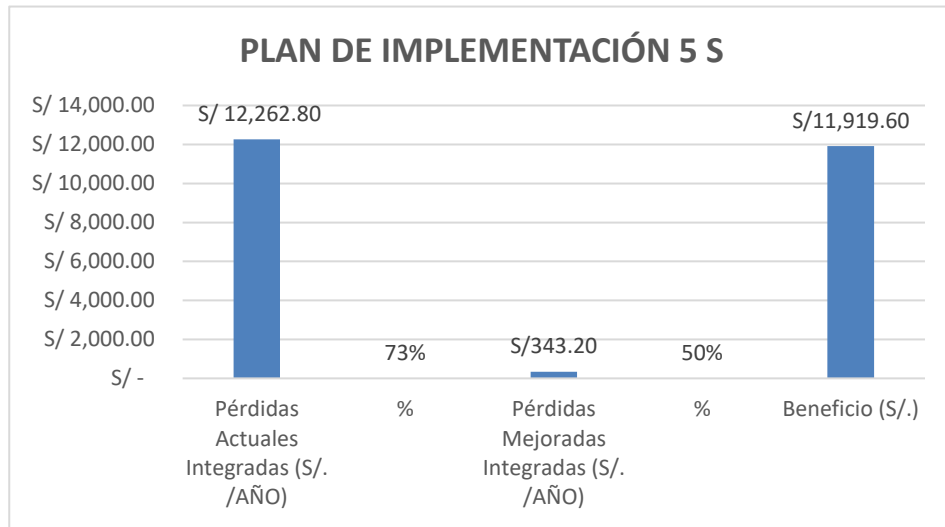 PLAN DE IMPLEMENTACIÓN 5 S
S/ 14,000.00
S/ 12,000.00
S/ 10,000.00
S/ 8,000.00
S/ 6,000.00
S/ 4,000.00
S/ 2,000.00
S/ -
S/ 12,262.80
73%
S/343.20
50%
S/11,919.60
Pérdidas
Actuales
Integradas (S/.
/AÑO)
%
Pérdidas
Mejoradas
Integradas (S/.
/AÑO)
%
Beneficio (S/.)